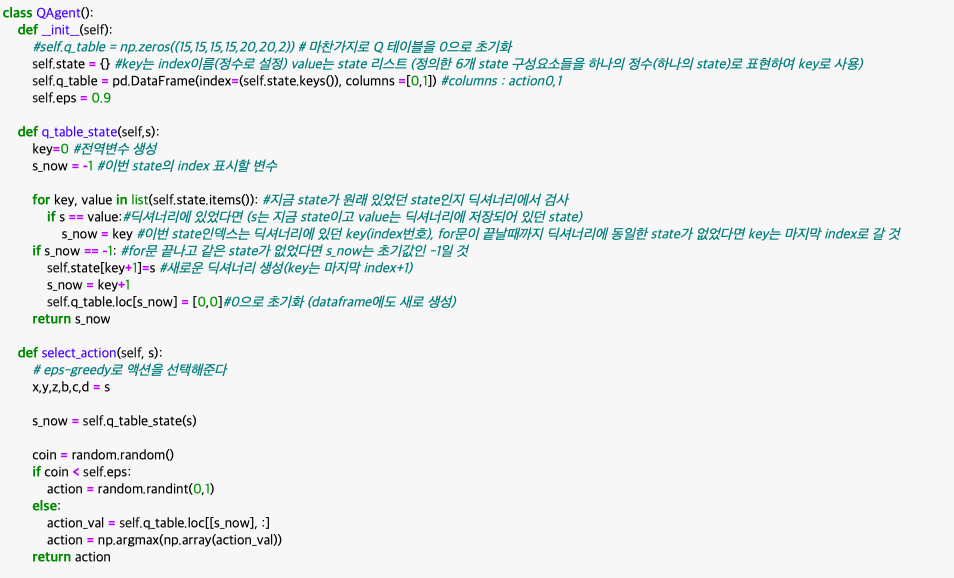 class QAgent():
    def __init__(self):
        #self.q_table = np.zeros((15,15,15,15,20,20,2)) # 마찬가지로 Q 테이블을 0으로 초기화
        self.state = {} #key는 index이름(정수로 설정) value는 state 리스트 (정의한 6개 state 구성요소들을 하나의 정수(하나의 state)로 표현하여 key로 사용)
        self.q_table = pd.DataFrame(index=(self.state.keys()), columns =[0,1]) #columns : action0,1
        self.eps = 0.9

    def q_table_state(self,s):
        key=0 #전역변수 생성
        s_now = -1 #이번 state의 index 표시할 변수

        for key, value in list(self.state.items()): #지금 state가 원래 있었던 state인지 딕셔너리에서 검사
            if s == value:#딕셔너리에 있었다면 (s는 지금 state이고 value는 딕셔너리에 저장되어 있던 state)
                s_now = key #이번 state인덱스는 딕셔너리에 있던 key(index번호), for문이 끝날때까지 딕셔너리에 동일한 state가 없었다면 key는 마지막 index로 갈 것
        if s_now == -1: #for문 끝나고 같은 state가 없었다면 s_now는 초기값인 -1일 것
            self.state[key+1]=s #새로운 딕셔너리 생성(key는 마지막 index+1)
            s_now = key+1
            self.q_table.loc[s_now] = [0,0]#0으로 초기화 (dataframe에도 새로 생성)
        return s_now

    def select_action(self, s):
        # eps-greedy로 액션을 선택해준다
        x,y,z,b,c,d = s

        s_now = self.q_table_state(s)

        coin = random.random()
        if coin < self.eps:
            action = random.randint(0,1)
        else:
            action_val = self.q_table.loc[[s_now], :]
            action = np.argmax(np.array(action_val))
        return action